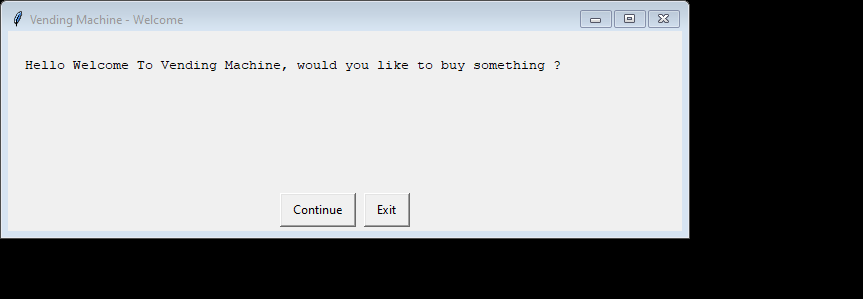 Vending Machine - Welcome
Hello Welcome To Vending Machine, would you like to buy something ?
Continue Exit